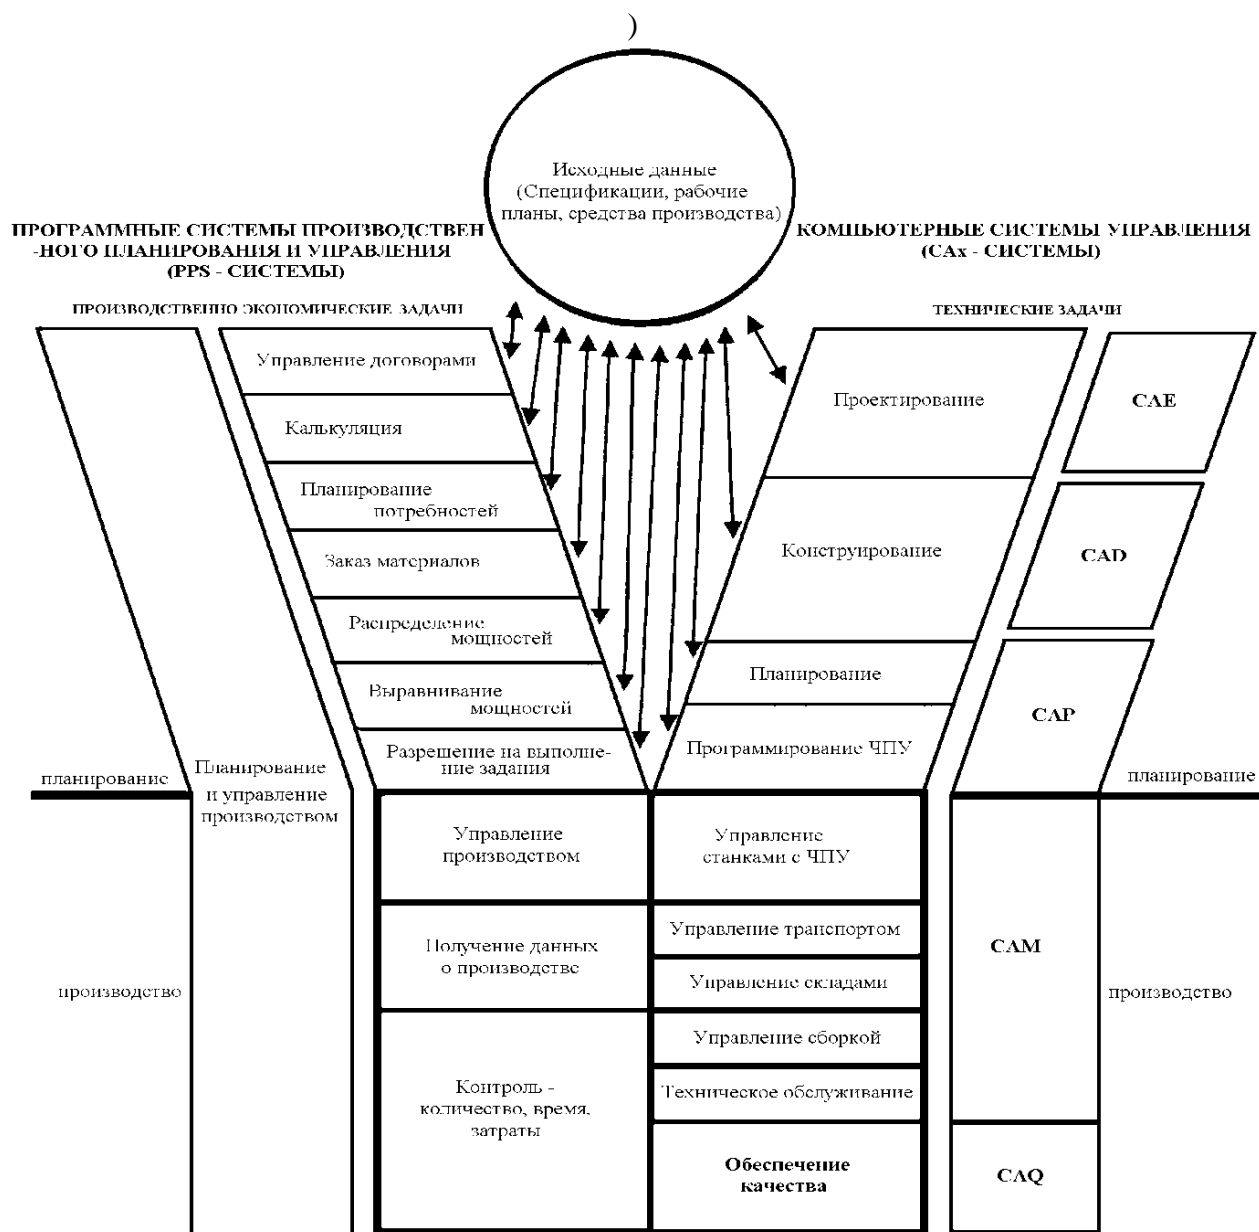 )
Исходные данные
(Спецификации, рабочие
планы, средства производства)
ПРОГРАММНЫЕ СИСТЕМЫ ПРОИЗВОДСТВЕН
-НОГО ПЛАНИРОВАНИЯ И УПРАВЛЕНИЯ
(PPS - СИСТЕМЫ)
КОМПЬЮТЕРНЫЕ СИСТЕМЫ УПРАВЛЕНИЯ
(САх - СИСТЕМЫ)
ПРОИЗВОДСТВЕННО ЭКОНОМИЧЕСКИЕ ЗАДАЧИ
ТЕХНИЧЕСКИЕ ЗАДАЧИ
Управление договорами
Калькуляция
Планирование
потребностей
Заказ материалов
Распределение
мощностей
Выравнивание
мощностей
Разрешение на выполне-
ние задания
Проектирование
Конструирование
Планирование
Программирование ЧПУ
CAE
CAD
CAP
планирование
Планирование
и управление
производством
планирование
Управление
производством
Получение данных
о производстве
Контроль -
количество, время,
затраты
Управление
станками с ЧПУ
Управление транспортом
Управление складами
Управление сборкой
Техническое обслуживание
Обеспечение
качества
CAM
CAQ
производство
производство